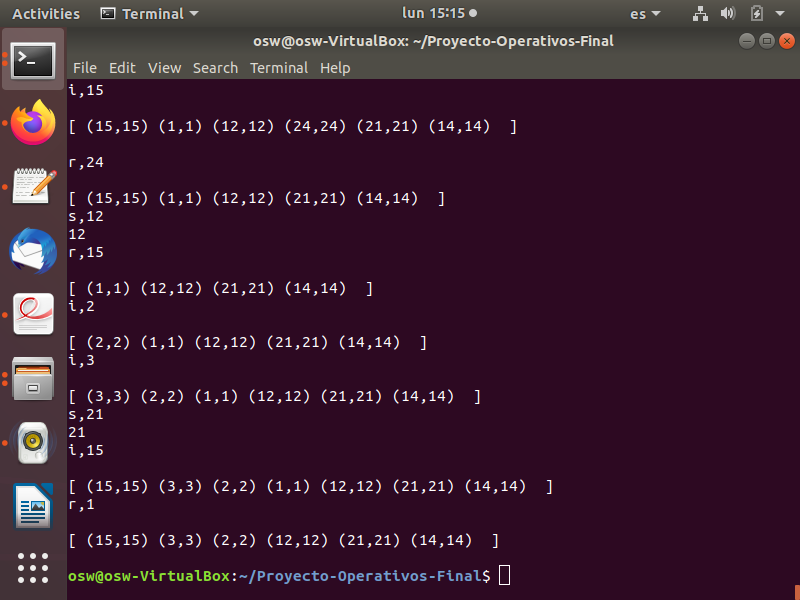 Activities Terminal lun 15:15 es
osw@osw-VirtualBox: ~/Proyecto-Operativos-Final
File Edit View Search Terminal Help
i,15
[ (15,15) (1,1) (12,12) (24,24) (21,21) (14,14)  ]
r,24
[ (15,15) (1,1) (12,12) (21,21) (14,14)  ]
s,12
12
r,15
[ (1,1) (12,12) (21,21) (14,14)  ]
i,2
[ (2,2) (1,1) (12,12) (21,21) (14,14)  ]
i,3
[ (3,3) (2,2) (1,1) (12,12) (21,21) (14,14)  ]
s,21
21
i,15
[ (15,15) (3,3) (2,2) (1,1) (12,12) (21,21) (14,14)  ]
r,1
[ (15,15) (3,3) (2,2) (12,12) (21,21) (14,14)  ]
osw@osw-VirtualBox:~/Proyecto-Operativos-Final$